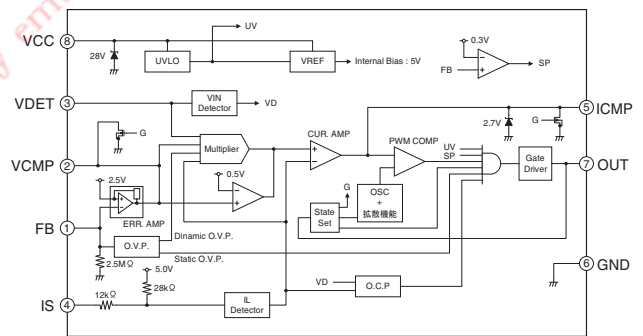 VCC
8
28V
UVLO
UV
VREF
Internal Bias : 5V
0.3V
FB
SP
VDET
3
VIN
Detector
VD
5
ICMP
2.7V
G
G
VCMP
2
Multiplier
CUR. AMP
PWM COMP
UV
SP
Gate
Driver
7
OUT
2.5V
ERR. AMP
0.5V
G
State
Set
OSC
+
拡散機能
FB
1
O.V.P.
Dinamic O.V.P.
Static O.V.P.
2.5MΩ
5.0V
28kΩ
6
GND
IS
4
12kΩ
IL
Detector
VD
O.C.P